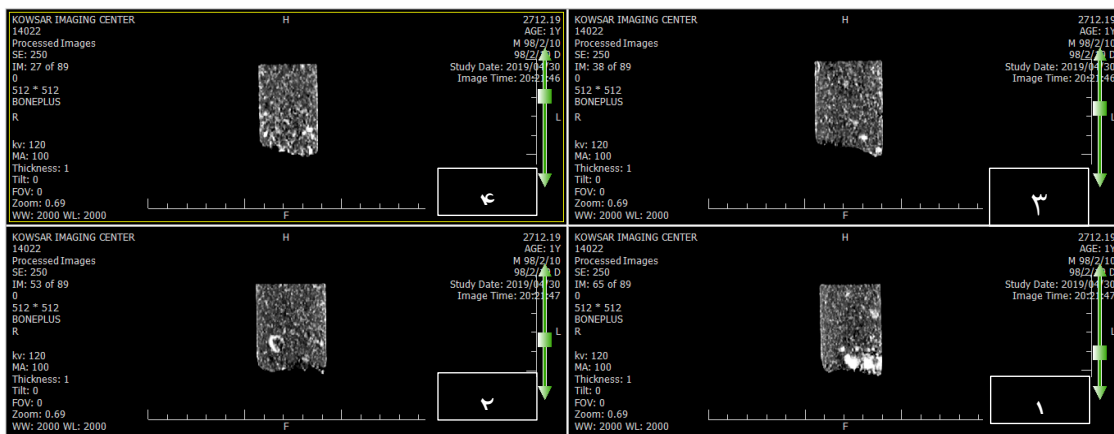 KOWSAR IMAGING CENTER
14022
Processed Images
SE: 250
IM: 27 of 89
0
512 * 512
BONEPLUS
R
kv: 120
MA: 100
Thickness: 1
Tilt: 0
FOV: 0
Zoom: 0.69
WW: 2000 WL: 2000
H
2712.19
AGE: 1Y
M 98/2/10
D
Study Date: 2019/04/30
Image Time: 20:21:46
L
F
۴
KOWSAR IMAGING CENTER
14022
Processed Images
SE: 250
IM: 38 of 89
0
512 * 512
BONEPLUS
R
kv: 120
MA: 100
Thickness: 1
Tilt: 0
FOV: 0
Zoom: 0.69
WW: 2000 WL: 2000
H
2712.19
AGE: 1Y
M 98/2/10
D
Study Date: 2019/04/30
Image Time: 20:21:46
L
F
۳
KOWSAR IMAGING CENTER
14022
Processed Images
SE: 250
IM: 53 of 89
0
512 * 512
BONEPLUS
R
kv: 120
MA: 100
Thickness: 1
Tilt: 0
FOV: 0
Zoom: 0.69
WW: 2000 WL: 2000
H
2712.19
AGE: 1Y
M 98/2/10
D
Study Date: 2019/04/30
Image Time: 20:21:47
L
F
۲
KOWSAR IMAGING CENTER
14022
Processed Images
SE: 250
IM: 65 of 89
0
512 * 512
BONEPLUS
R
kv: 120
MA: 100
Thickness: 1
Tilt: 0
FOV: 0
Zoom: 0.69
WW: 2000 WL: 2000
H
2712.19
AGE: 1Y
M 98/2/10
D
Study Date: 2019/04/30
Image Time: 20:21:47
L
F
۱